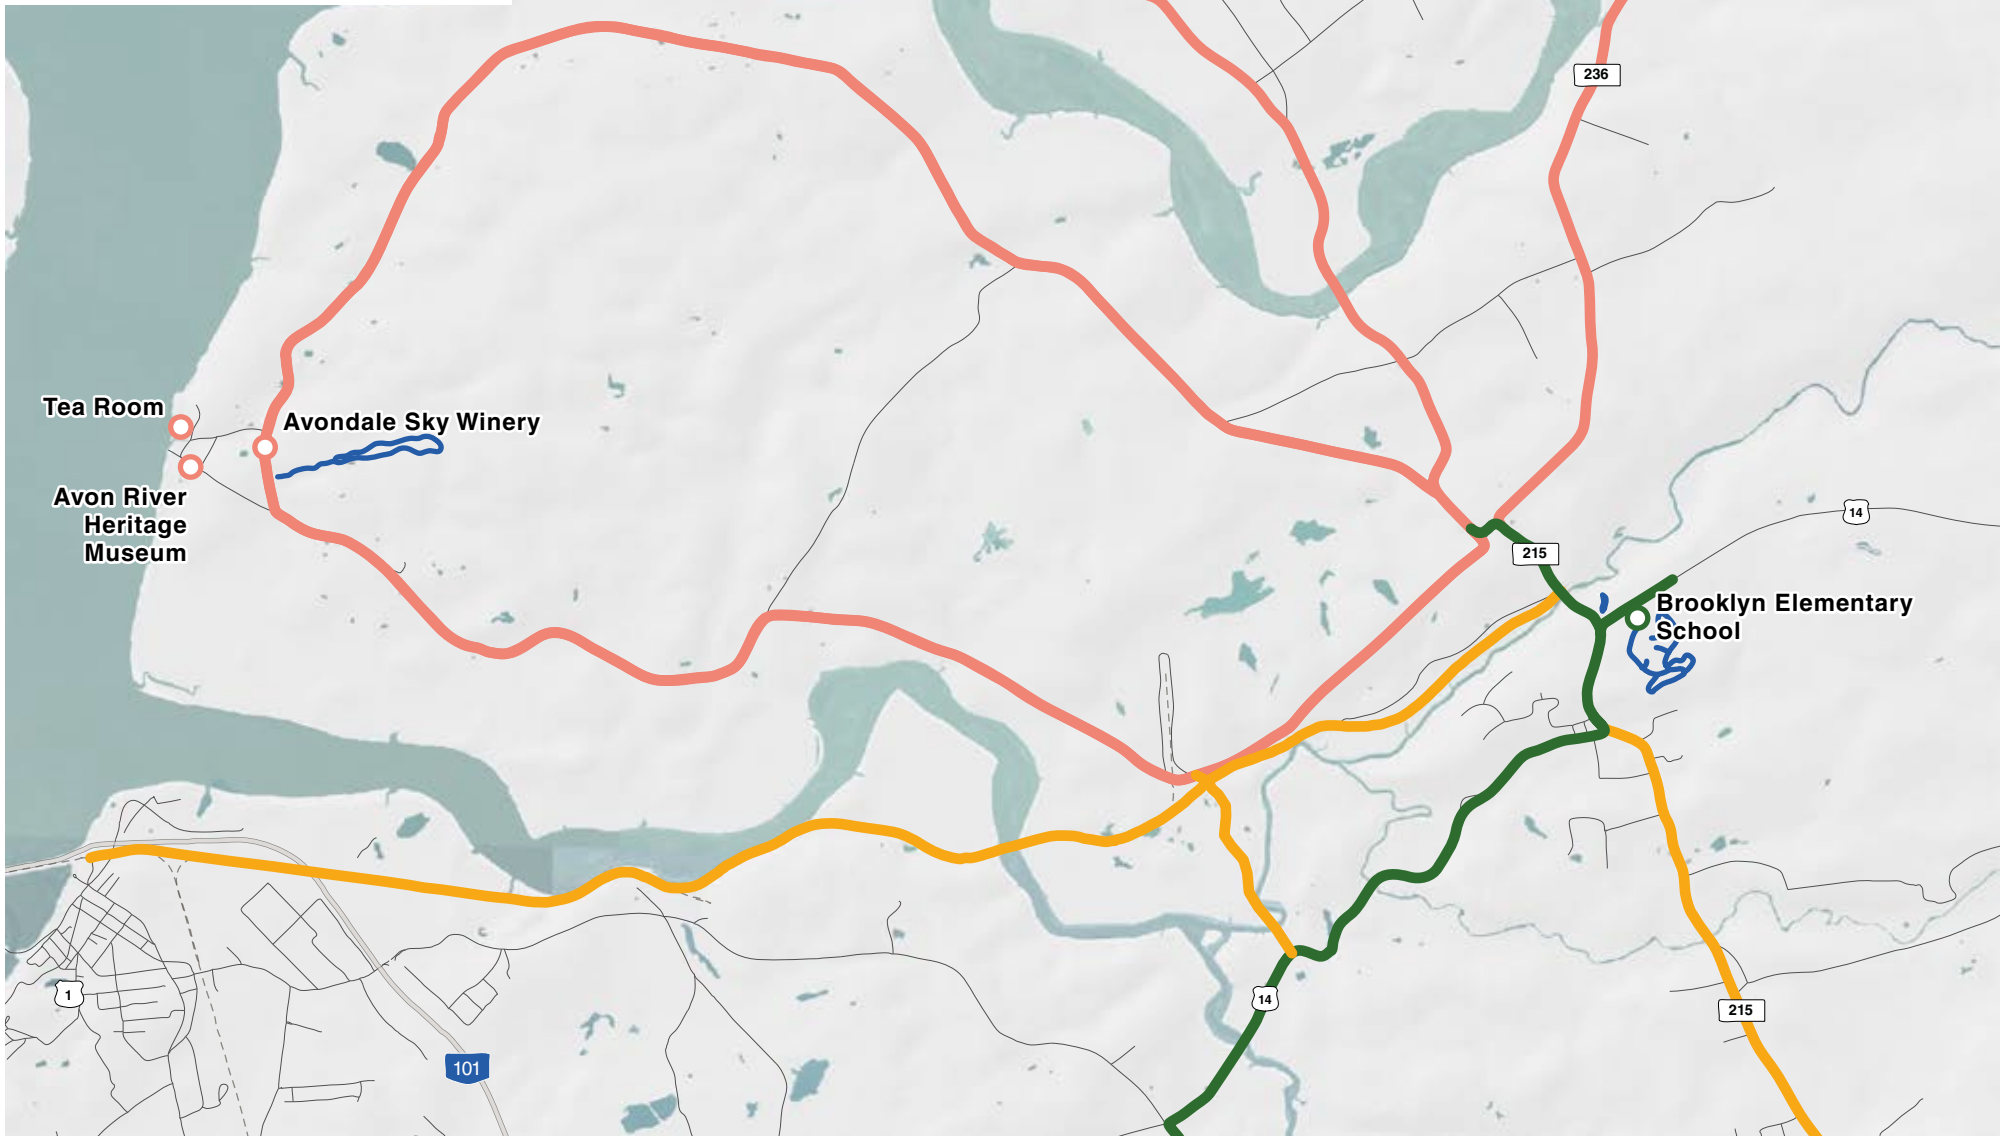 236
Tea Room
Avondale Sky Winery
Avon River
Heritage
Museum
14
215
Brooklyn Elementary
School
1
14
215
101